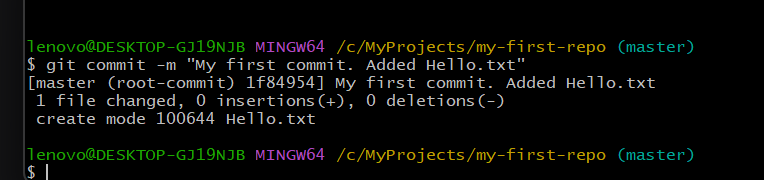 lenovo@DESKTOP-GJ19NJB MINGW64 /c/MyProjects/my-first-repo (master)
$ git commit -m "My first commit. Added Hello.txt"
[master (root-commit) 1f84954] My first commit. Added Hello.txt
 1 file changed, 0 insertions(+), 0 deletions(-)
 create mode 100644 Hello.txt
lenovo@DESKTOP-GJ19NJB MINGW64 /c/MyProjects/my-first-repo (master)
$